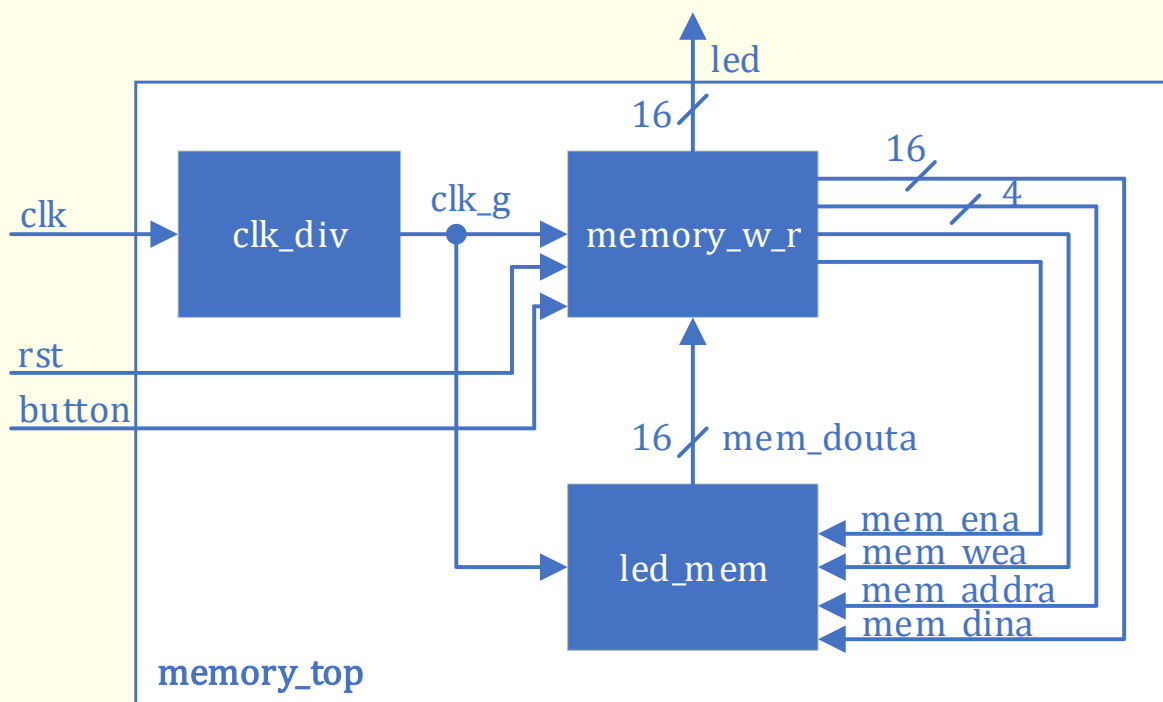 led
16
16
4
clk
clk_g
clk_div
memory_w_r
rst
button
16
mem_douta
mem_ena
mem_wea
led_mem
mem_addra
mem_dina
memory_top